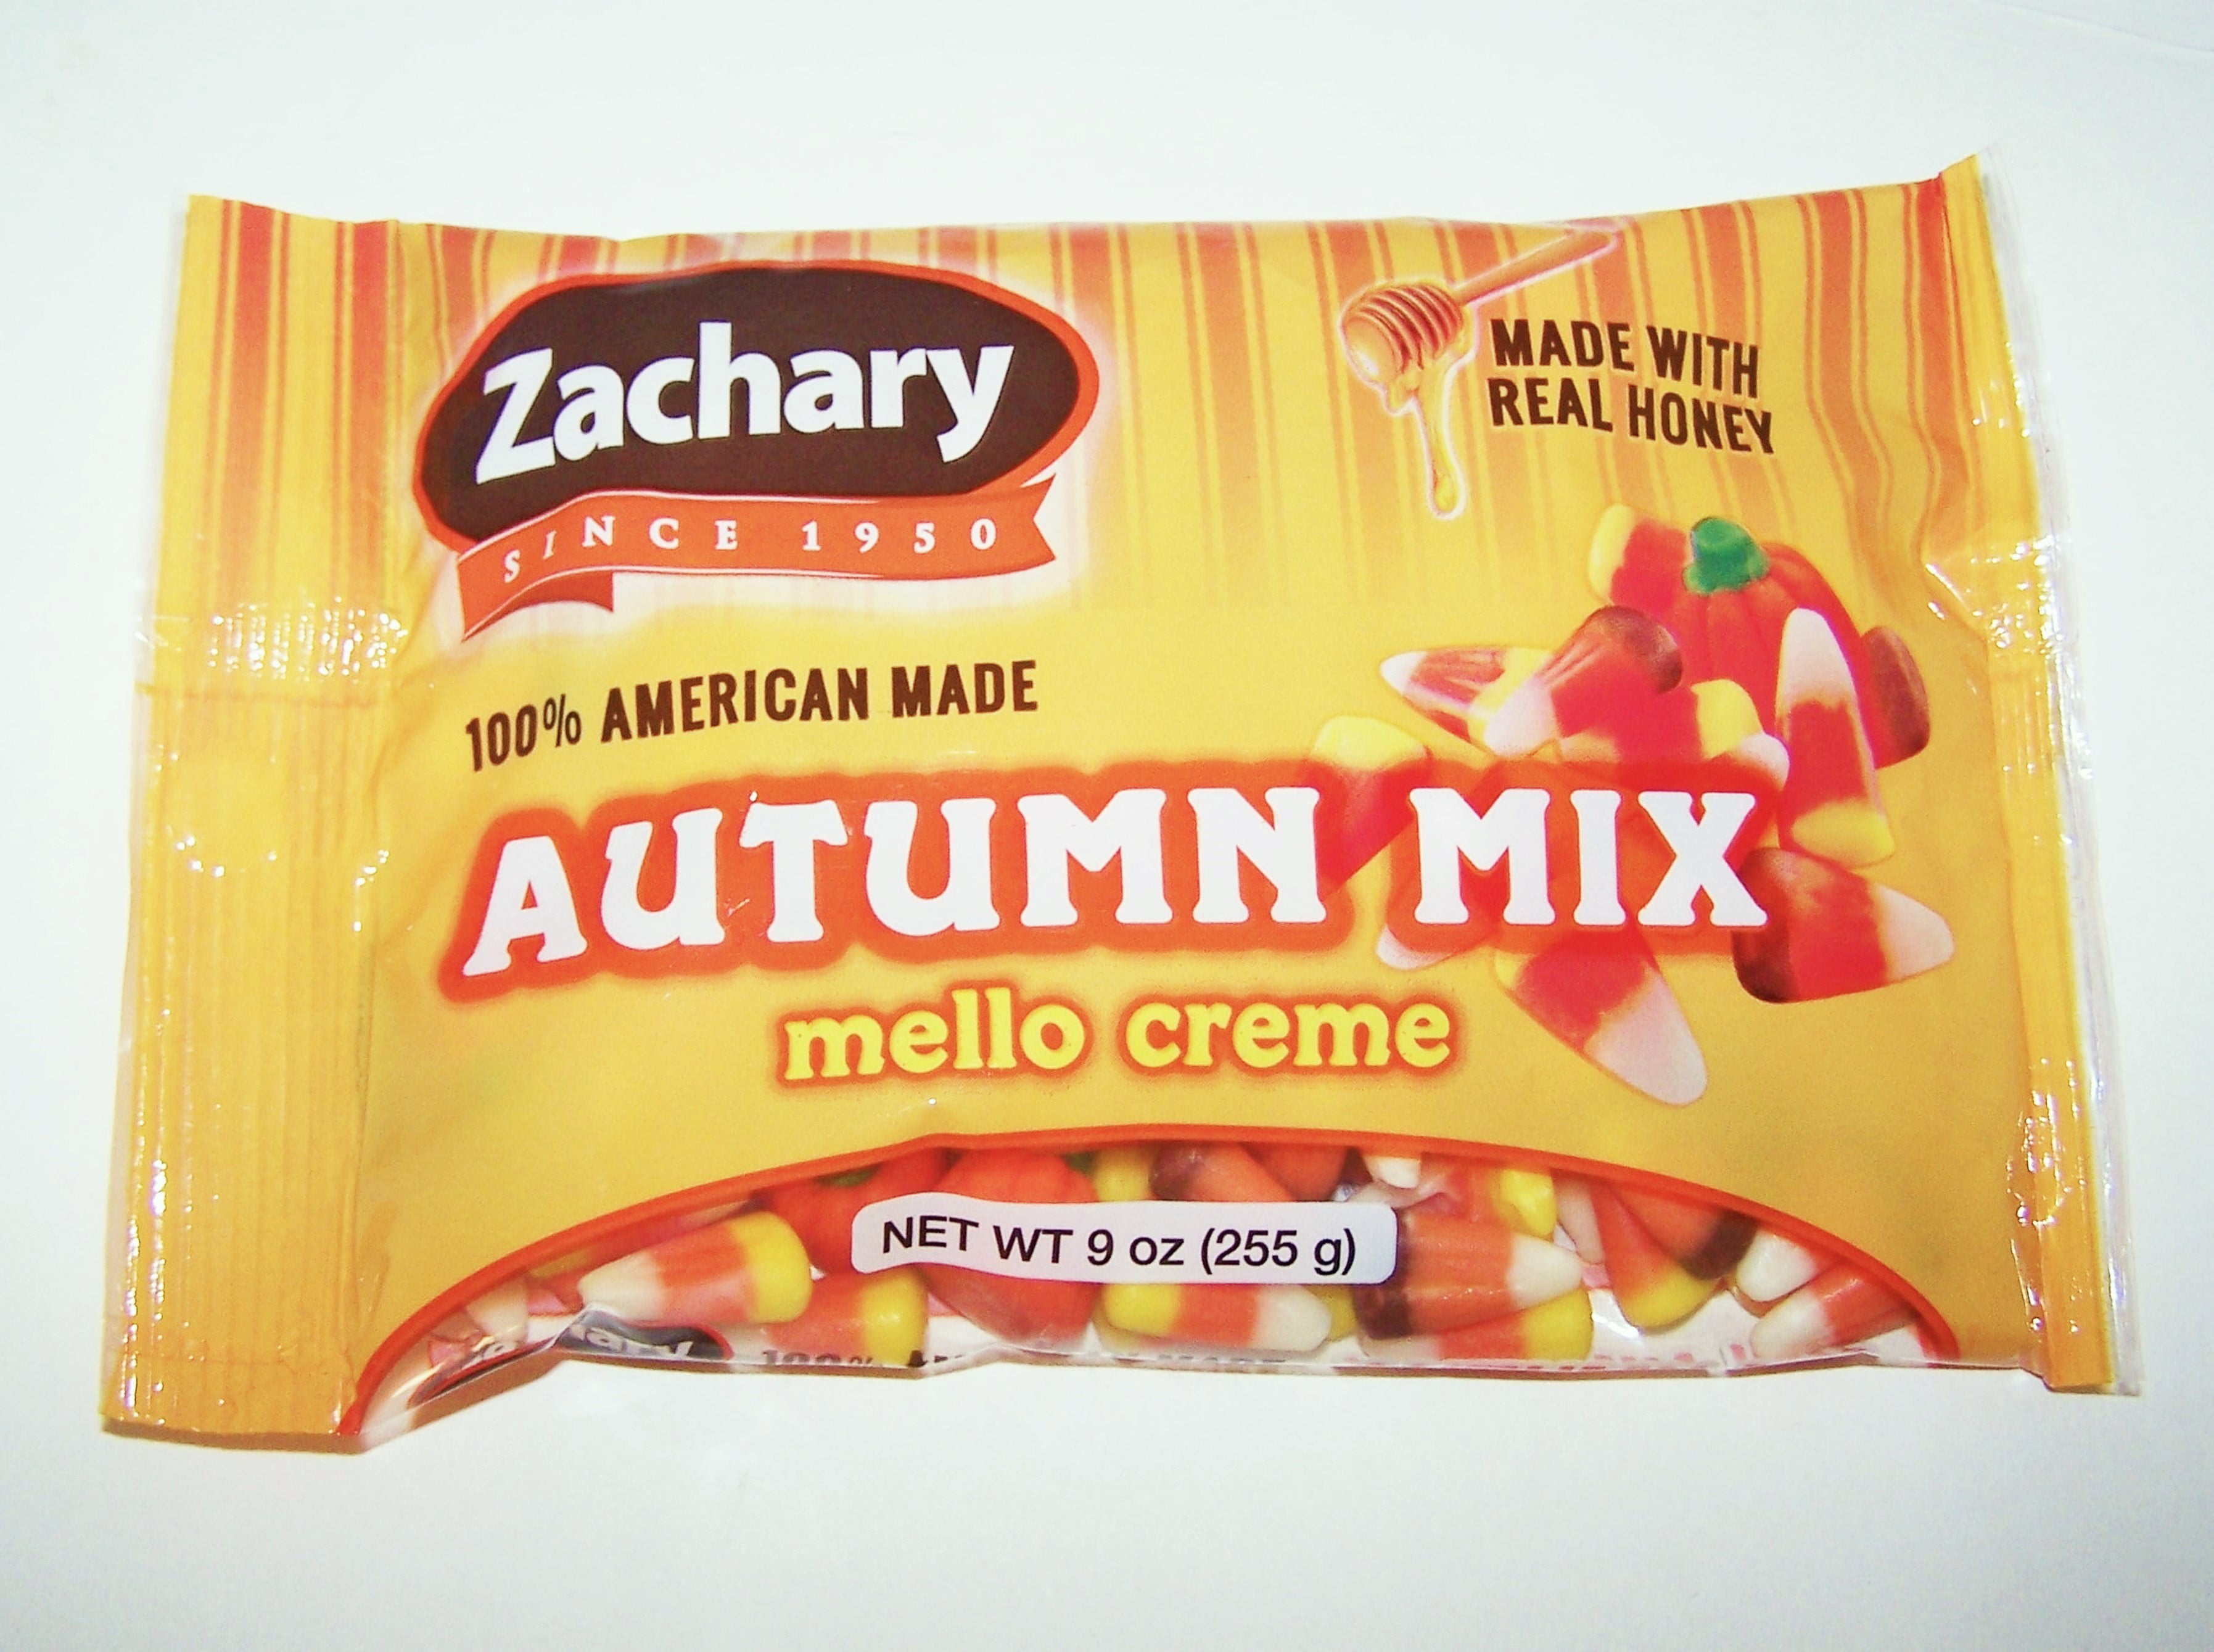 Zachary
SINCE 1950
MADE WITH
REAL HONEY
100% AMERICAN MADE
AUTUMN MIX
mello creme
NET WT 9 oz (255 g)
100%